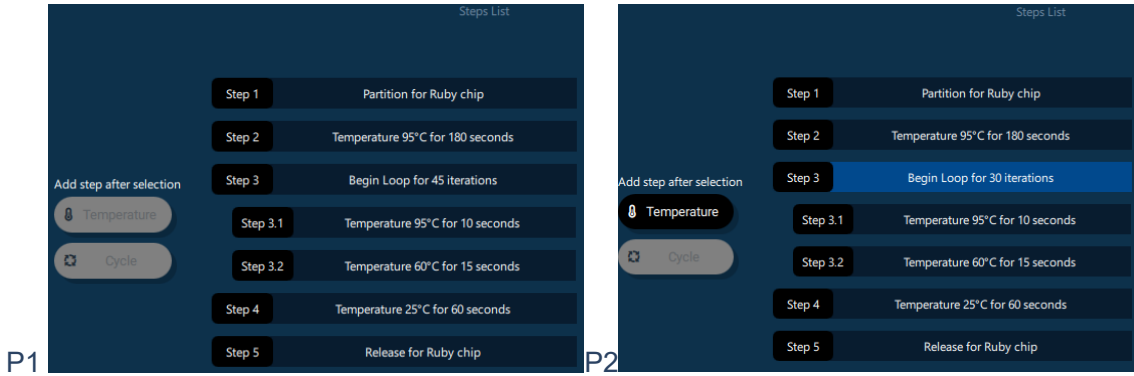 Steps List
Step 1 Partition for Ruby chip
Step 2 Temperature 95°C for 180 seconds
Add step after selection
Step 3 Begin Loop for 45 iterations
Temperature
Step 3.1 Temperature 95°C for 10 seconds
Cycle
Step 3.2 Temperature 60°C for 15 seconds
Step 4 Temperature 25°C for 60 seconds
Step 5 Release for Ruby chip
P1
Steps List
Step 1 Partition for Ruby chip
Step 2 Temperature 95°C for 180 seconds
Add step after selection
Step 3 Begin Loop for 30 iterations
Temperature
Step 3.1 Temperature 95°C for 10 seconds
Cycle
Step 3.2 Temperature 60°C for 15 seconds
Step 4 Temperature 25°C for 60 seconds
Step 5 Release for Ruby chip
P2